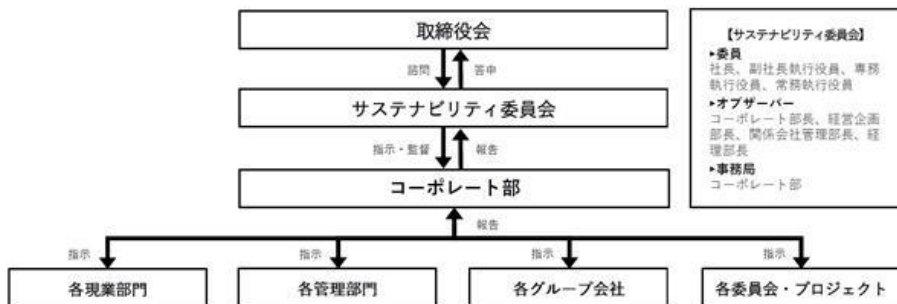 取締役会
諮問
答申
サステナビリティ委員会
指示・監督
報告
コーポレート部
報告
指示
指示
指示
指示
各現業部門
各管理部門
各グループ会社
各委員会・プロジェクト
【サステナビリティ委員会】
▸委員
社長、副社長執行役員、専務
執行役員、常務執行役員
▸オブザーバー
コーポレート部長、経営企画
部長、関係会社管理部長、経
理部長
▸事務局
コーポレート部